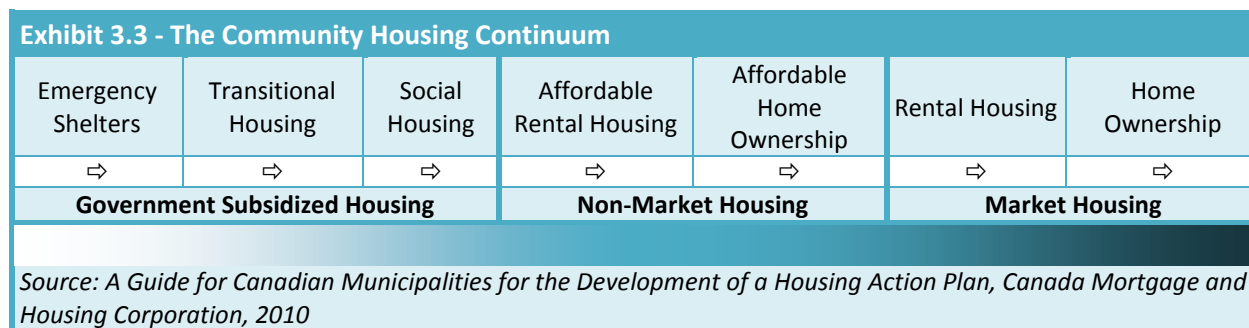 Exhibit 3.3 - The Community Housing Continuum
Emergency
Shelters
Transitional
Housing
Social
Housing
Affordable
Rental Housing
Affordable
Home
Ownership
Rental Housing
Home
Ownership
⇨ ⇨ ⇨ ⇨ ⇨ ⇨ ⇨
Government Subsidized Housing
Non-Market Housing
Market Housing
Source: A Guide for Canadian Municipalities for the Development of a Housing Action Plan, Canada Mortgage and
Housing Corporation, 2010